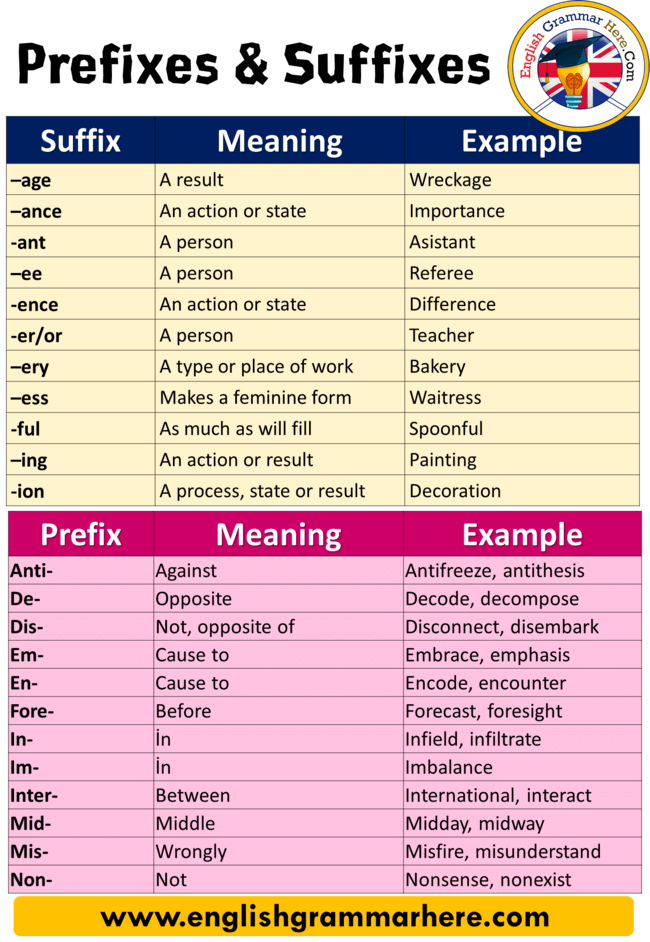 Prefixes & Suffixes
English Grammar Here.Com
Suffix Meaning Example
–age A result Wreckage
–ance An action or state Importance
-ant A person Asistant
–ee A person Referee
-ence An action or state Difference
-er/or A person Teacher
–ery A type or place of work Bakery
–ess Makes a feminine form Waitress
-ful As much as will fill Spoonful
–ing An action or result Painting
-ion A process, state or result Decoration
Prefix Meaning Example
Anti- Against Antifreeze, antithesis
De- Opposite Decode, decompose
Dis- Not, opposite of Disconnect, disembark
Em- Cause to Embrace, emphasis
En- Cause to Encode, encounter
Fore- Before Forecast, foresight
In- İn Infield, infiltrate
Im- İn Imbalance
Inter- Between International, interact
Mid- Middle Midday, midway
Mis- Wrongly Misfire, misunderstand
Non- Not Nonsense, nonexist
www.englishgrammarhere.com